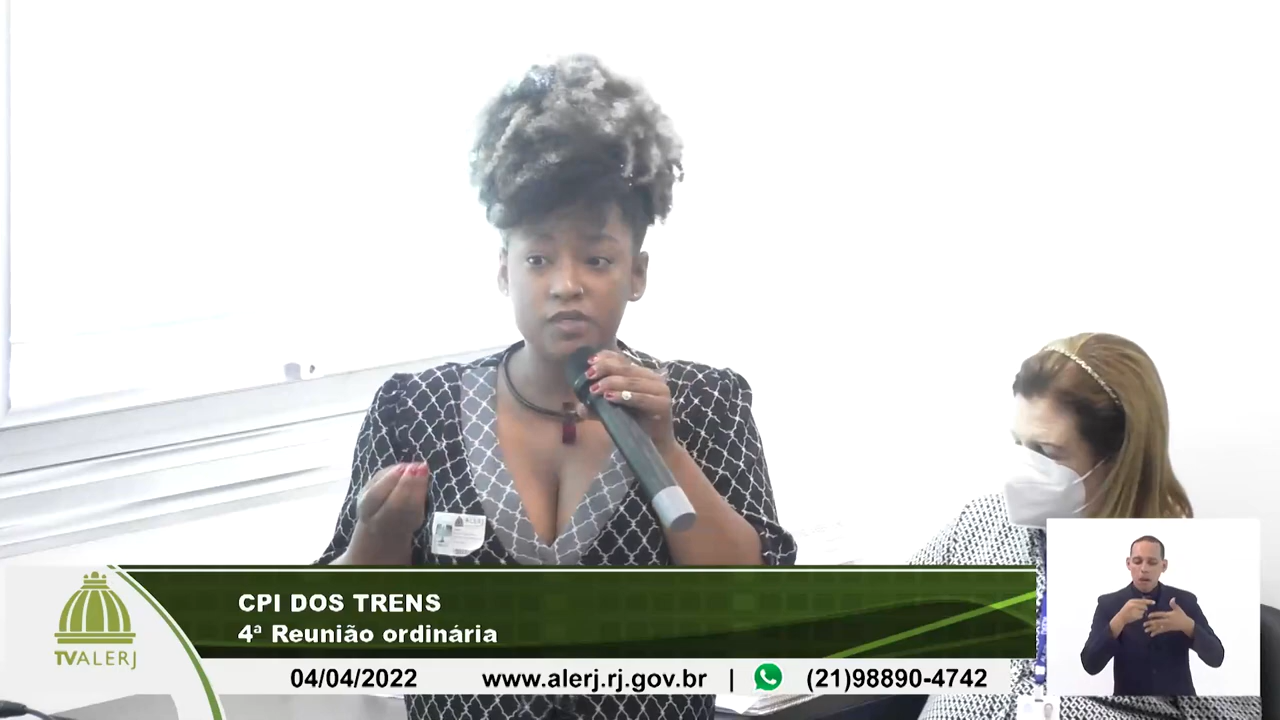 CPI DOS TRENS
4ª Reunião ordinária
TVALERJ
04/04/2022 www.alerj.rj.gov.br | (21)98890-4742